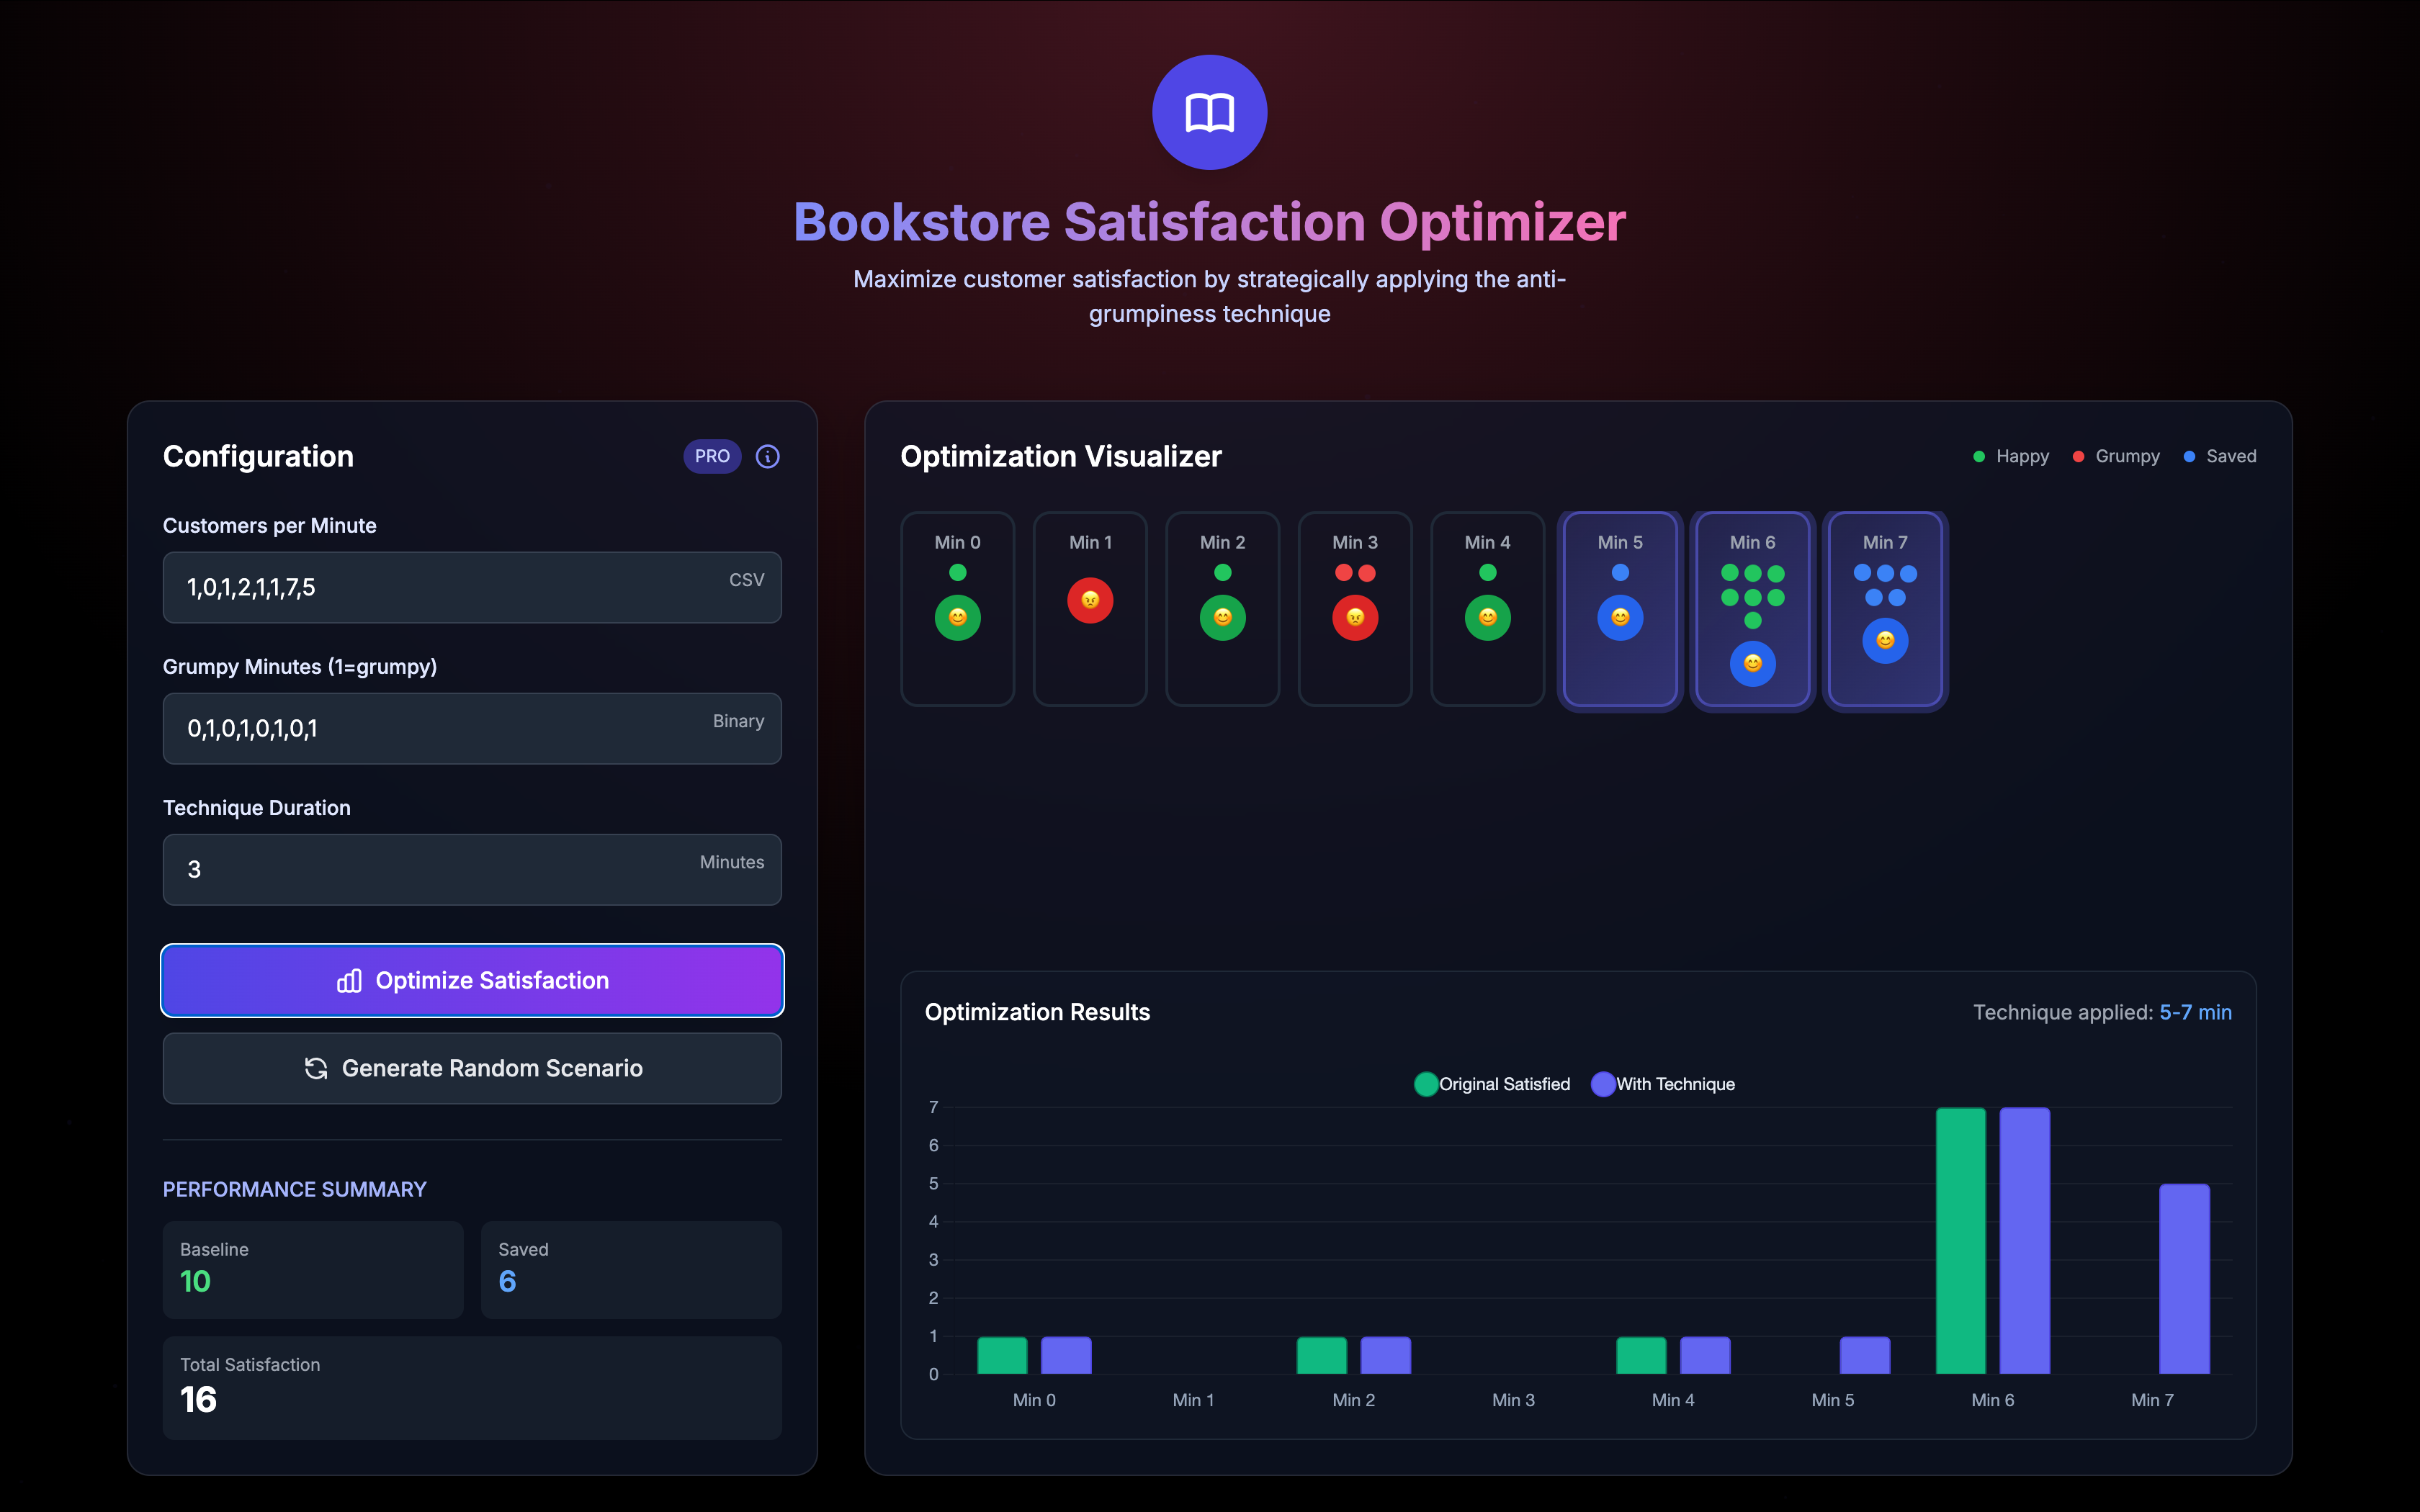 Bookstore Satisfaction Optimizer
Maximize customer satisfaction by strategically applying the anti-
grumpiness technique
Configuration
PRO
Customers per Minute
1,0,1,2,1,1,7,5
CSV
Grumpy Minutes (1=grumpy)
0,1,0,1,0,1,0,1
Binary
Technique Duration
3
Minutes
Optimize Satisfaction
Generate Random Scenario
PERFORMANCE SUMMARY
Baseline
10
Saved
6
Total Satisfaction
16
Optimization Visualizer
Happy
Grumpy
Saved
Min 0
Min 1
Min 2
Min 3
Min 4
Min 5
Min 6
Min 7
Optimization Results
Technique applied: 5-7 min
Original Satisfied
With Technique
7
6
5
4
3
2
1
0
Min 0
Min 1
Min 2
Min 3
Min 4
Min 5
Min 6
Min 7